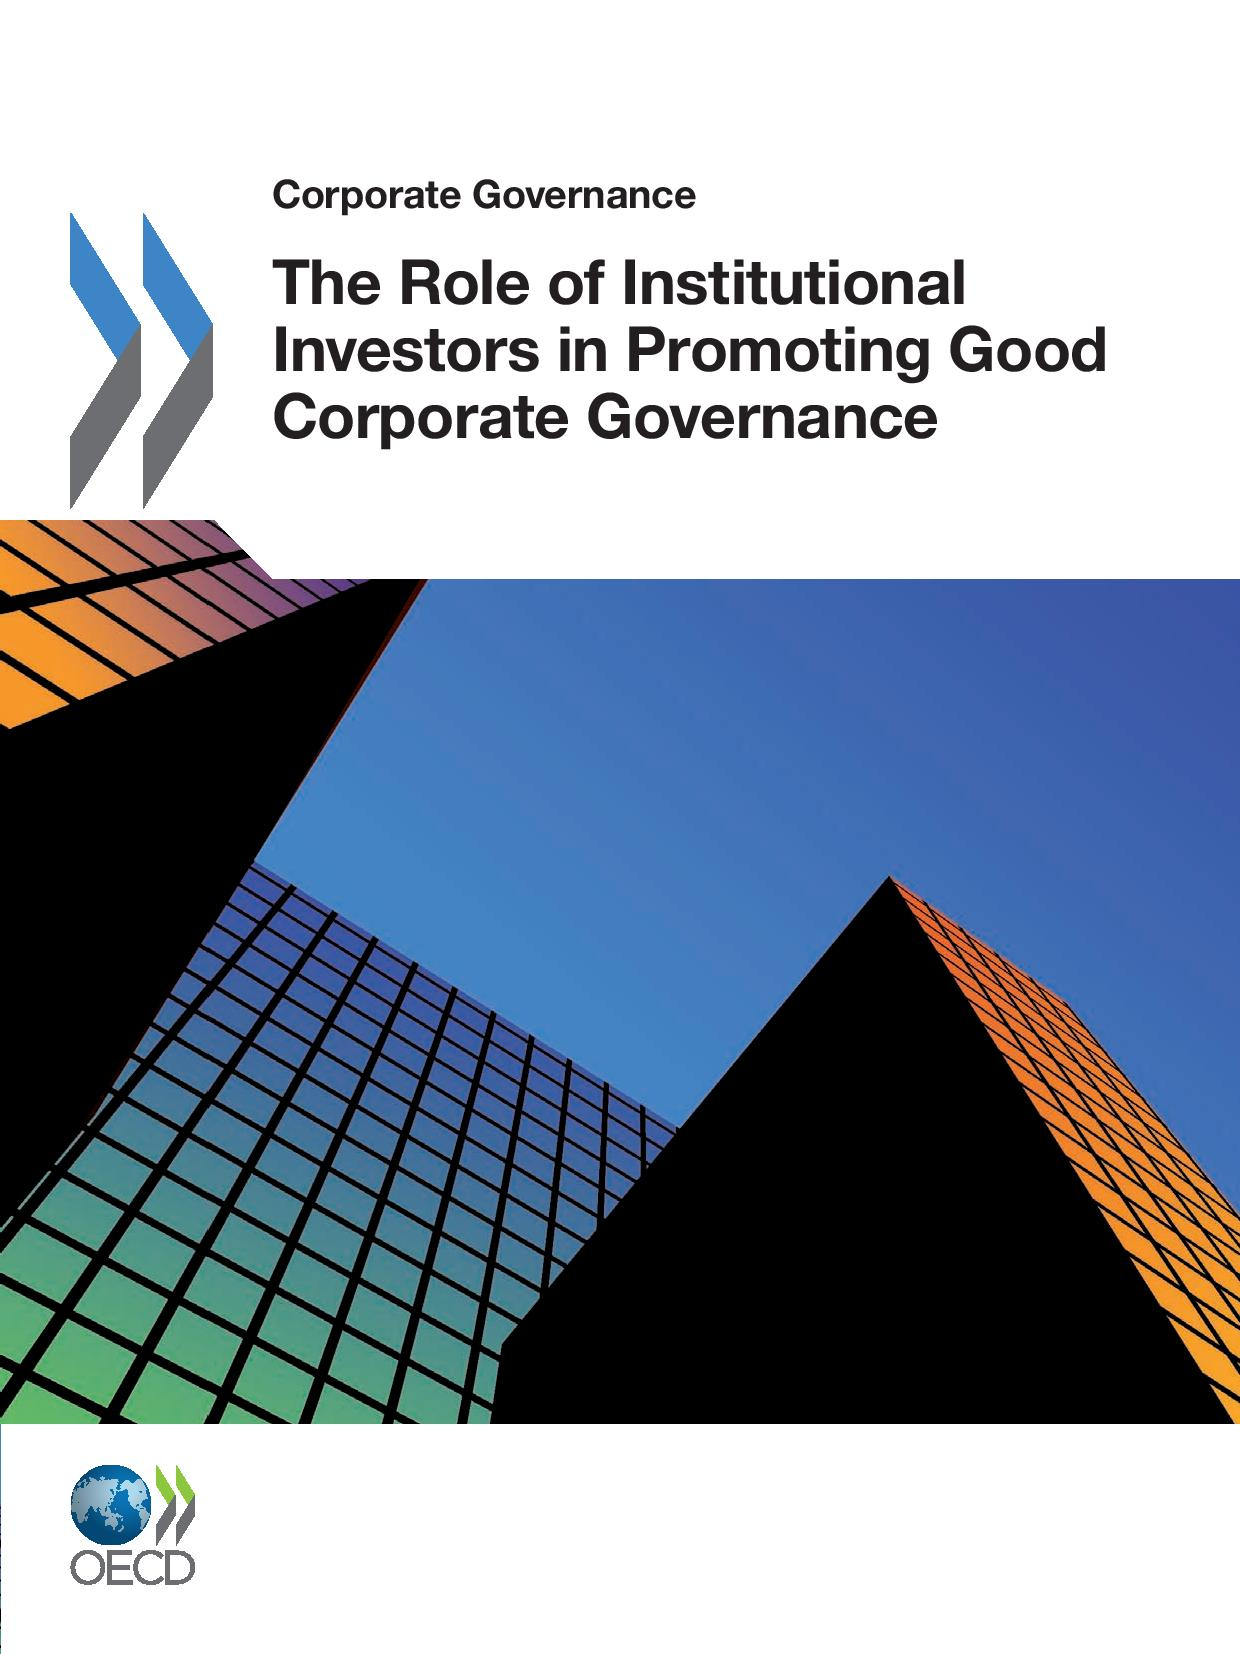 Corporate Governance
The Role of Institutional
Investors in Promoting Good
Corporate Governance
OECD